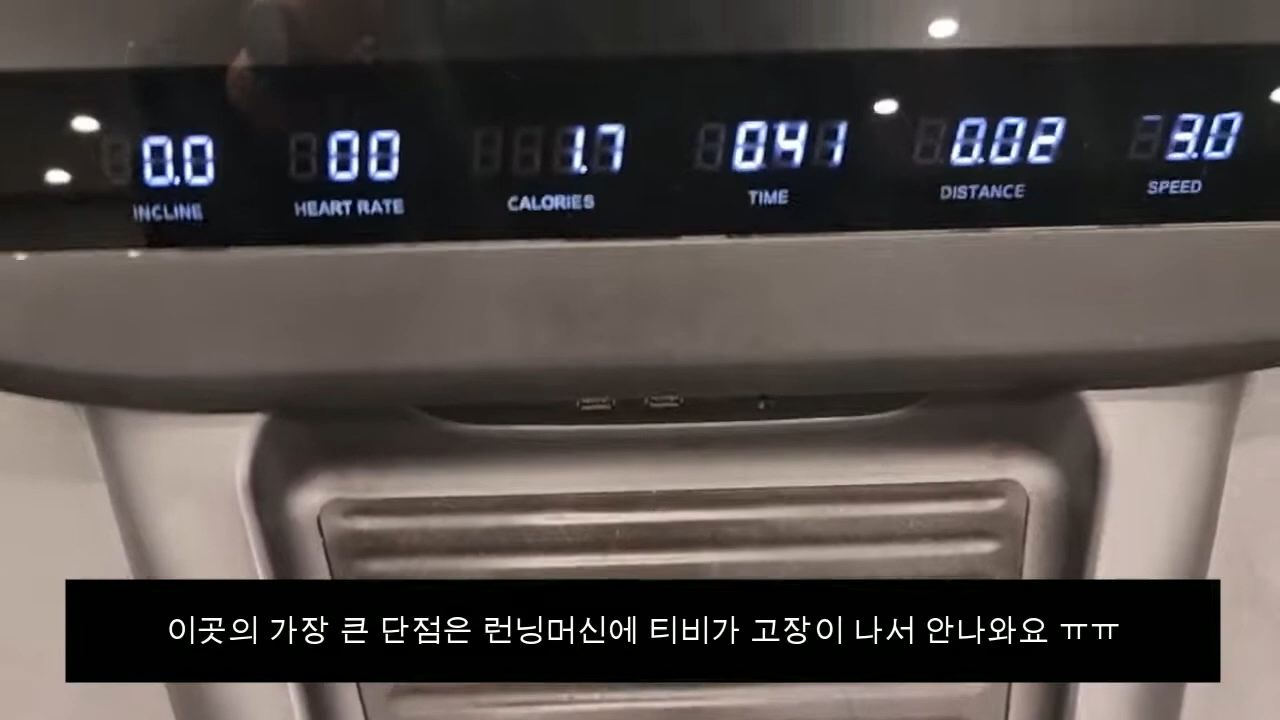 0.0 00 1.7 0:41 0.02 3.0
INCLINE HEART RATE CALORIES TIME DISTANCE SPEED
이곳의 가장 큰 단점은 런닝머신에 티비가 고장이 나서 안나와요 ㅠㅠ